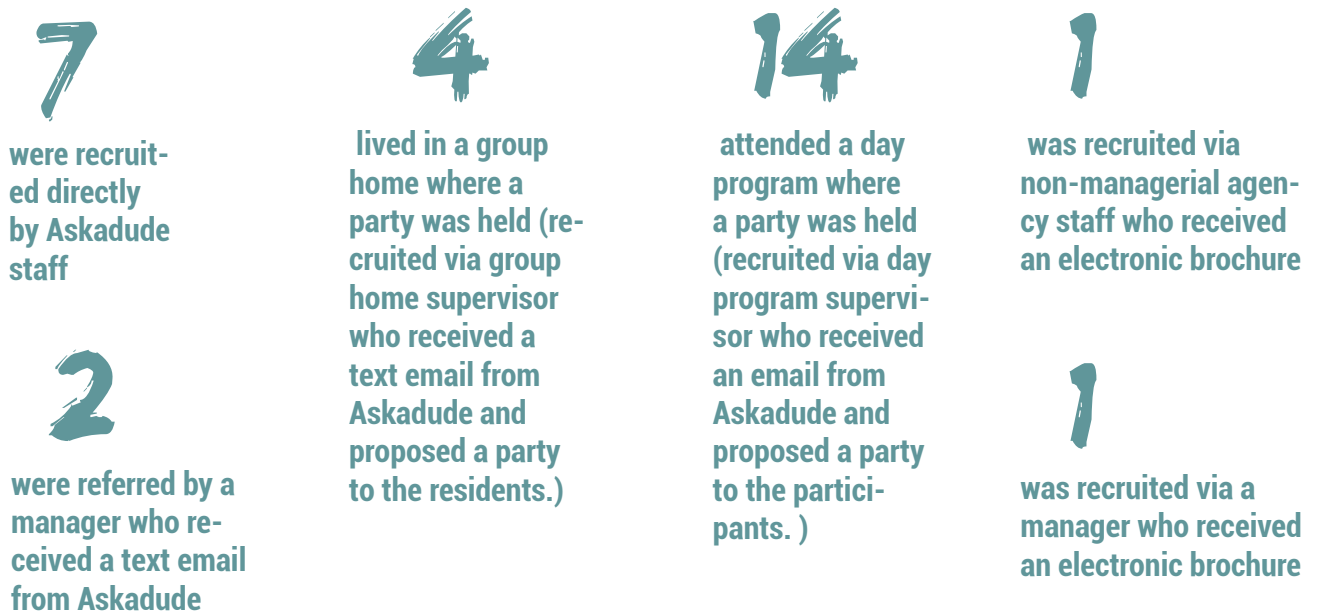 7
were recruit-
ed directly
by Askadude
staff
2
were referred by a
manager who re-
ceived a text email
from Askadude
4
lived in a group
home where a
party was held (re-
cruited via group
home supervisor
who received a
text email from
Askadude and
proposed a party
to the residents.)
14
attended a day
program where
a party was held
(recruited via day
program supervi-
sor who received
an email from
Askadude and
proposed a party
to the partici-
pants. )
1
was recruited via
non-managerial agen-
cy staff who received
an electronic brochure
1
was recruited via a
manager who received
an electronic brochure